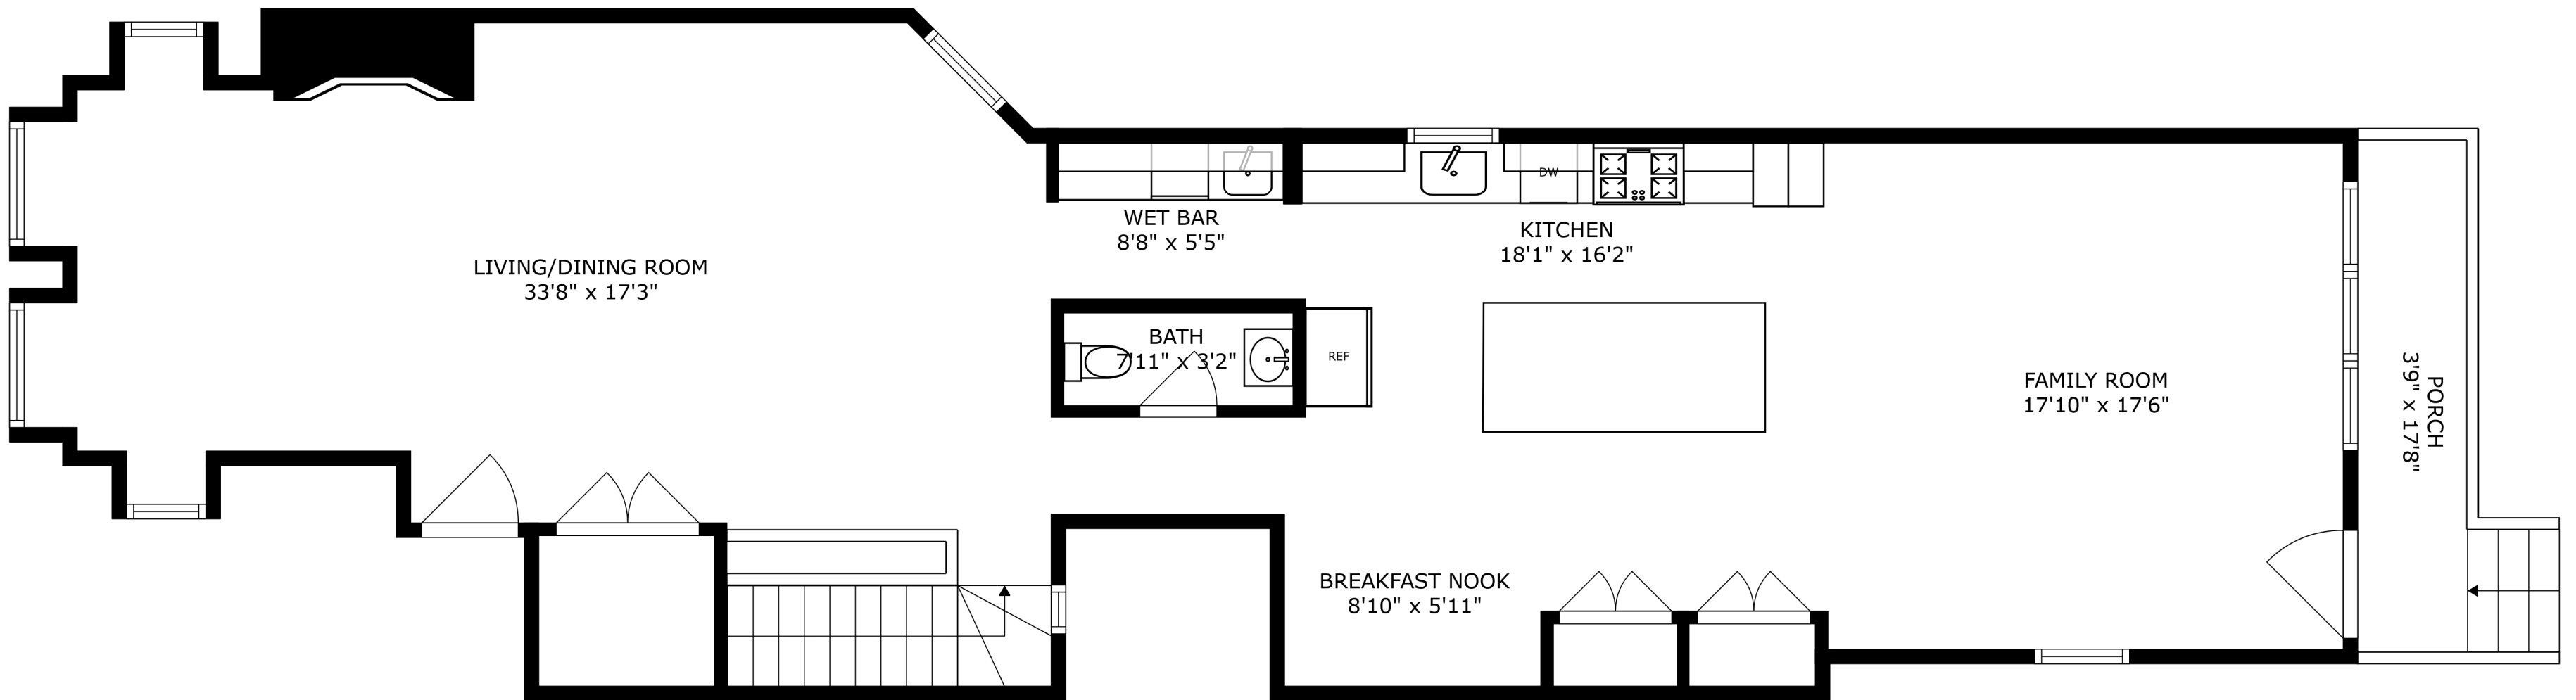 LIVING/DINING ROOM
33'8" x 17'3"
WET BAR
8'8" x 5'5"
BATH
7'11" x 3'2"
REF
DW
KITCHEN
18'1" x 16'2"
BREAKFAST NOOK
8'10" x 5'11"
FAMILY ROOM
17'10" x 17'6"
PORCH
3'9" x 17'8"